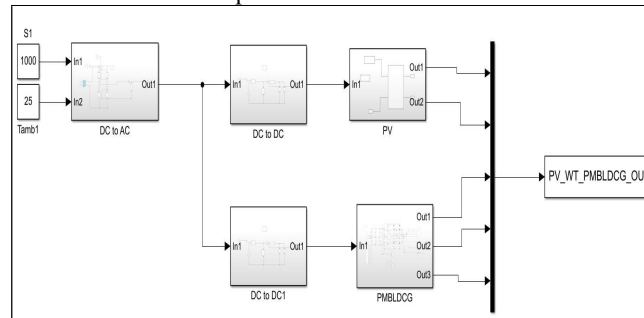 S1
1000
In1
25
In2
Tamb1
Out1
DC to AC
In1
Out1
DC to DC
In1
Out1
Out2
PV
In1
Out1
DC to DC1
In1
Out1
Out2
Out3
PMBLDCG
PV_WT_PMBLDCG_OU